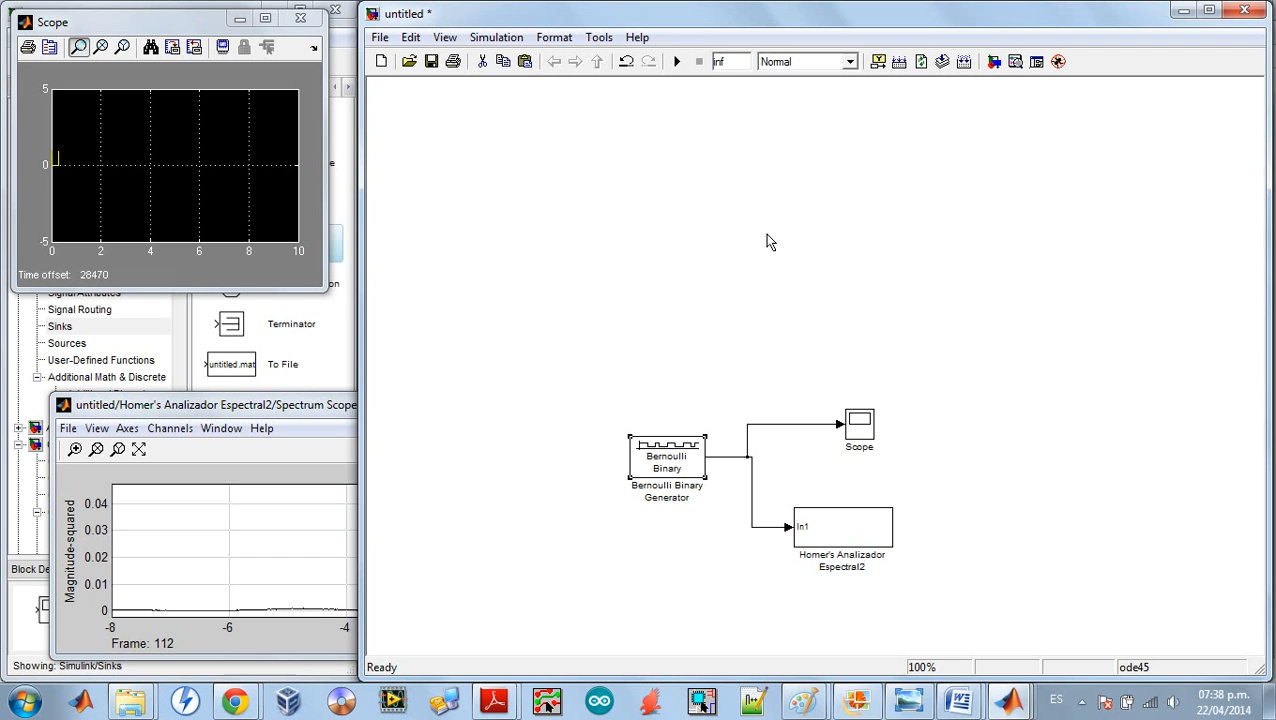 Scope
5
0
-5
0 2 4 6 8 10
Time offset: 28470
Signal Routing
Sinks
Sources
User-Defined Functions
Additional Math & Discrete
Terminator
untitled.mat
To File
untitled/Homer's Analizador Espectral2/Spectrum Scope
File View Axes Channels Window Help
Magnitude-squared
0.04
0.03
0.02
0.01
0
-8 -6 -4
Frame: 112
Showing: Simulink/Sinks
untitled *
File Edit View Simulation Format Tools Help
inf
Normal
Bernoulli
Binary
Bernoulli Binary
Generator
Scope
In1
Homer's Analizador
Espectral2
Ready
100%
ode45
ES
07:38 p.m.
22/04/2014